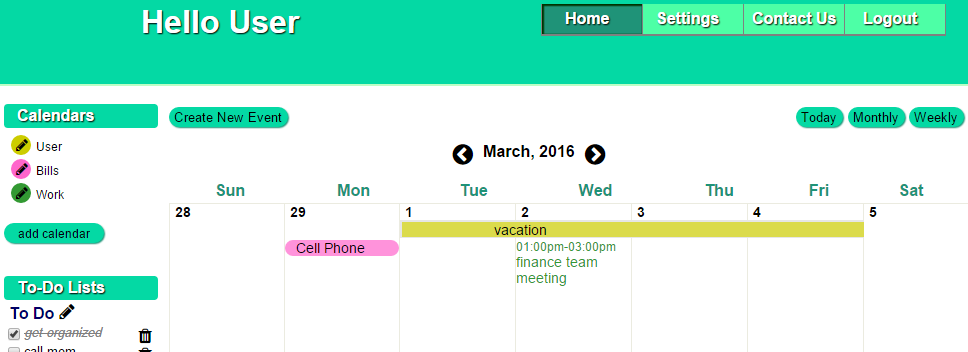 Hello User
Home Settings Contact Us Logout
Calendars
User
Bills
Work
add calendar
To-Do Lists
To Do
get organized
call mom
Create New Event
Today Monthly Weekly
March, 2016
Sun Mon Tue Wed Thu Fri Sat
28 29 1 2 3 4 5
vacation
Cell Phone
01:00pm-03:00pm
finance team
meeting